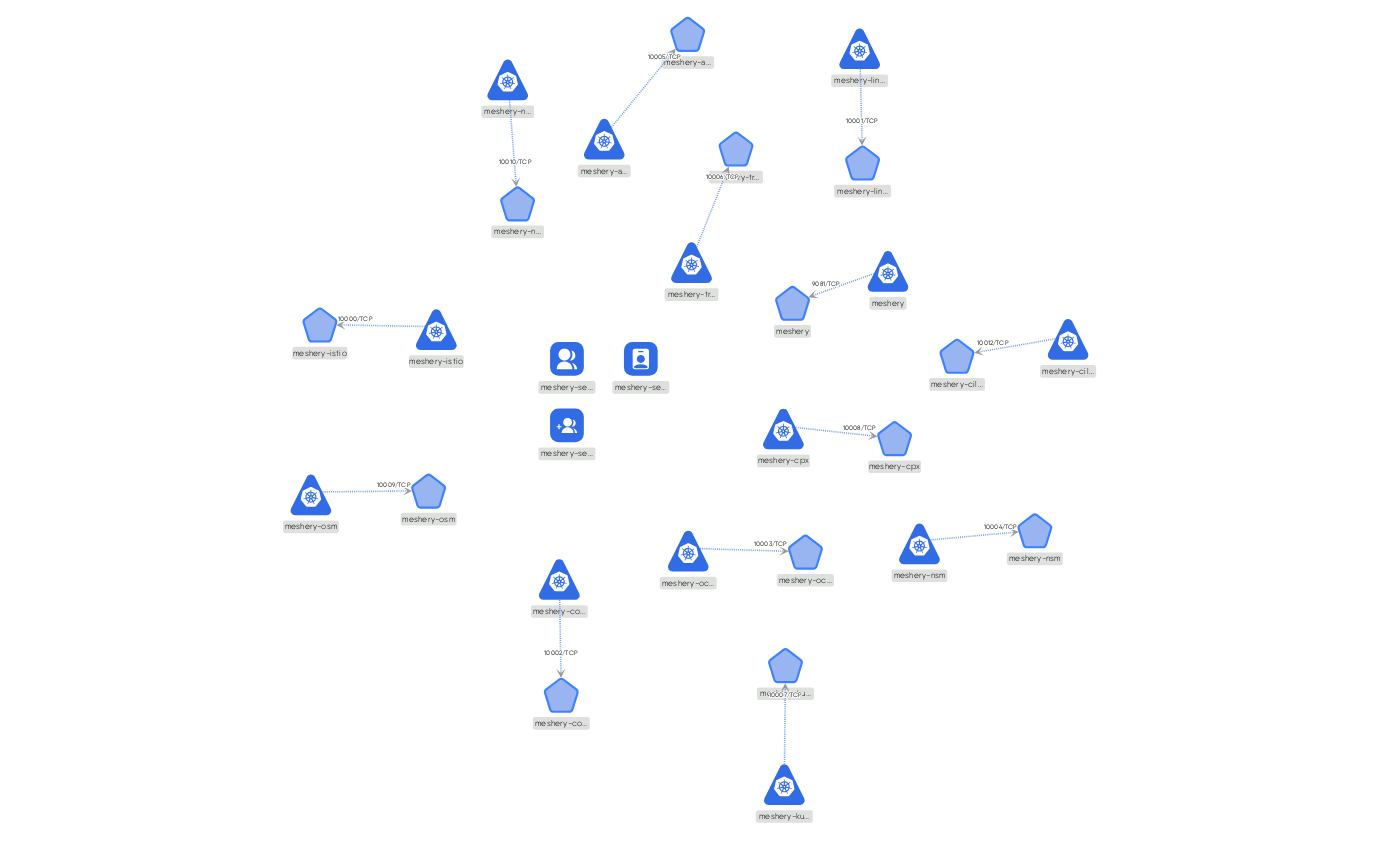 10005/TCP
meshery-a...
meshery-lin...
meshery-n...
10001/TCP
10010/TCP
meshery-a...
10006/TCP
y-tr...
meshery-lin...
meshery-n...
meshery-tr...
9081/TCP
meshery
meshery
10000/TCP
meshery-istio
meshery-istio
10012/TCP
meshery-cil...
meshery-cil...
meshery-se...
meshery-se...
10008/TCP
meshery-se...
meshery-cpx
meshery-cpx
10009/TCP
meshery-osm
meshery-osm
10004/TCP
10003/TCP
meshery-nsm
meshery-nsm
meshery-oc...
meshery-oc...
meshery-co...
10002/TCP
10007/TCP
meshery-co...
meshery-ku...